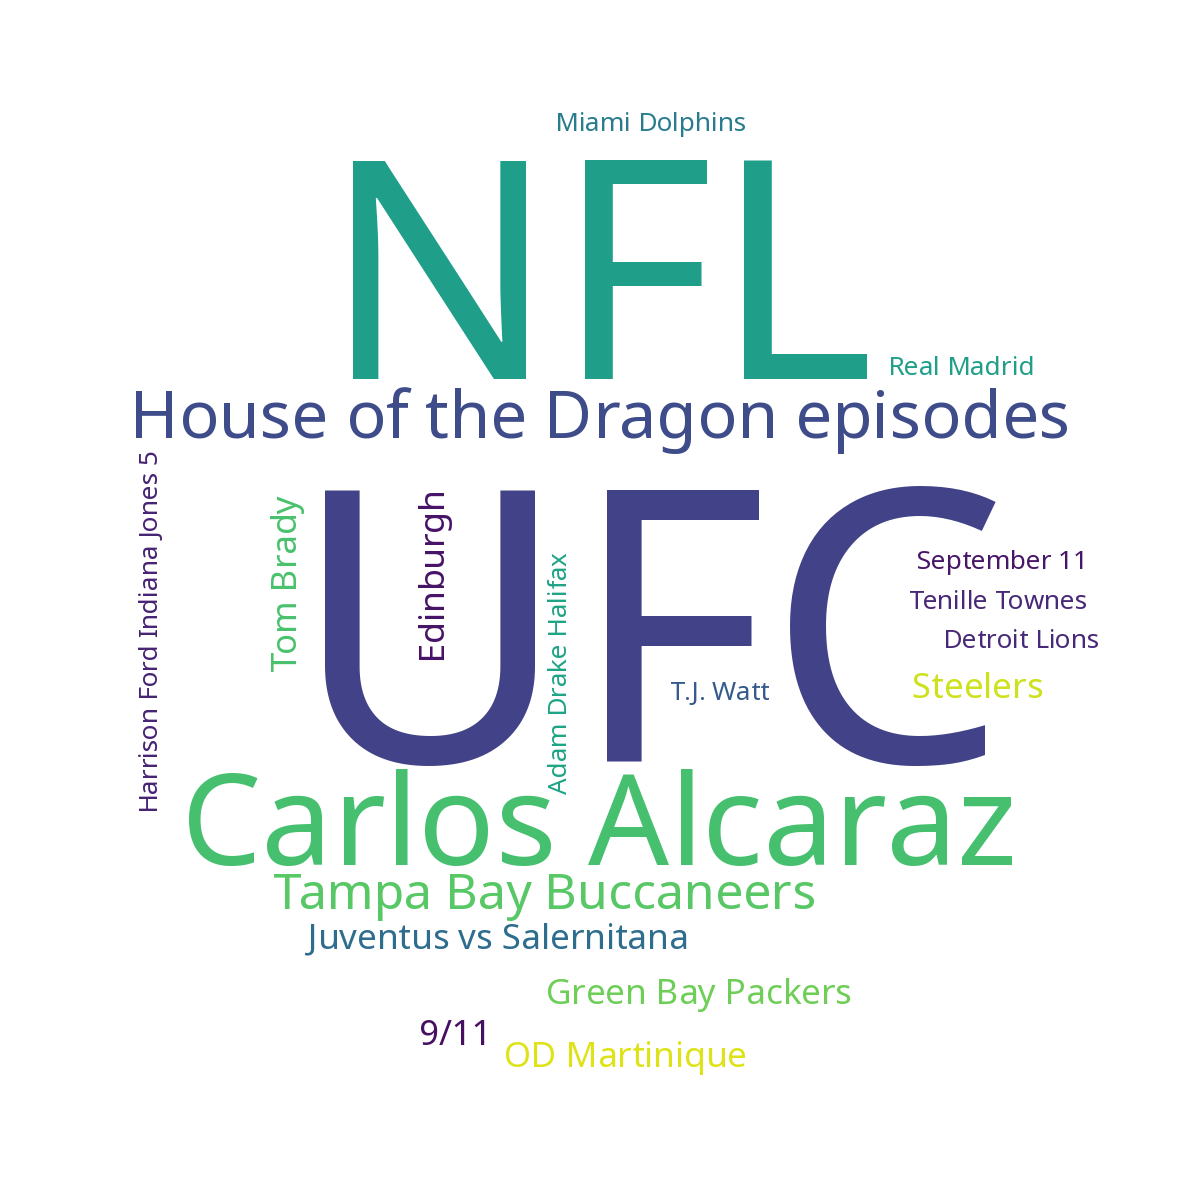 Miami Dolphins
NFL
Real Madrid
House of the Dragon episodes
Harrison Ford Indiana Jones 5
Tom Brady
Edinburgh
UFC
Adam Drake Halifax
September 11
Tenille Townes
Detroit Lions
T.J. Watt
Steelers
Carlos Alcaraz
Tampa Bay Buccaneers
Juventus vs Salernitana
Green Bay Packers
9/11
OD Martinique